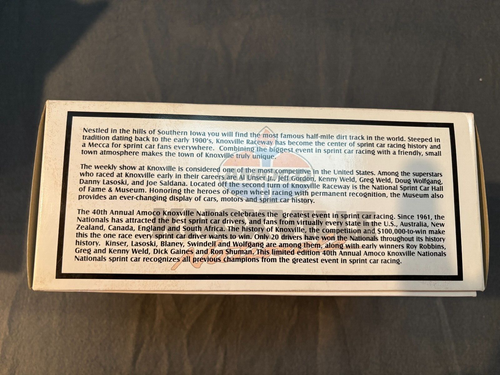 Nestled in the hills of Southern Iowa you will find the most famous half-mile dirt track in the world. Steeped in
tradition dating back to the early 1900's, Knoxville Raceway has become the center of sprint car racing history and
a Mecca for sprint car fans everywhere. Combining the biggest event in sprint car racing with a friendly, small
town atmosphere makes the town of Knoxville truly unique.
The weekly show at Knoxville is considered one of the most competitive in the United States. Among the superstars
who raced at Knoxville early in their careers are Al Unser Jr., Jeff Gordon, Kenny Weld, Greg Weld, Doug Wolfgang,
Danny Lasoski, and Joe Saldana. Located off the second turn of Knoxville Raceway is the National Sprint Car Hall
of Fame & Museum. Honoring the heroes of open wheel racing with permanent recognition, the Museum also
provides an ever-changing display of cars, motors and sprint car history.
The 40th Annual Amoco Knoxville Nationals celebrates the greatest event in sprint car racing. Since 1961, the
Nationals has attracted the best sprint car drivers, and fans from virtually every state in the U.S., Australia, New
Zealand, Canada, England and South Africa. The history of Knoxville, the competition and $100,000-to-win make
this the one race every sprint car driver wants to win. Only 20 drivers have won the Nationals throughout its history
history. Kinser, Lasoski, Blaney, Swindell and Wolfgang are among them, along with early winners Roy Robbins,
Greg and Kenny Weld, Dick Gaines and Ron Shuman. This limited edition 40th Annual Amoco Knoxville Nationals
Nationals sprint car recognizes all previous champions from the greatest event in sprint car racing.